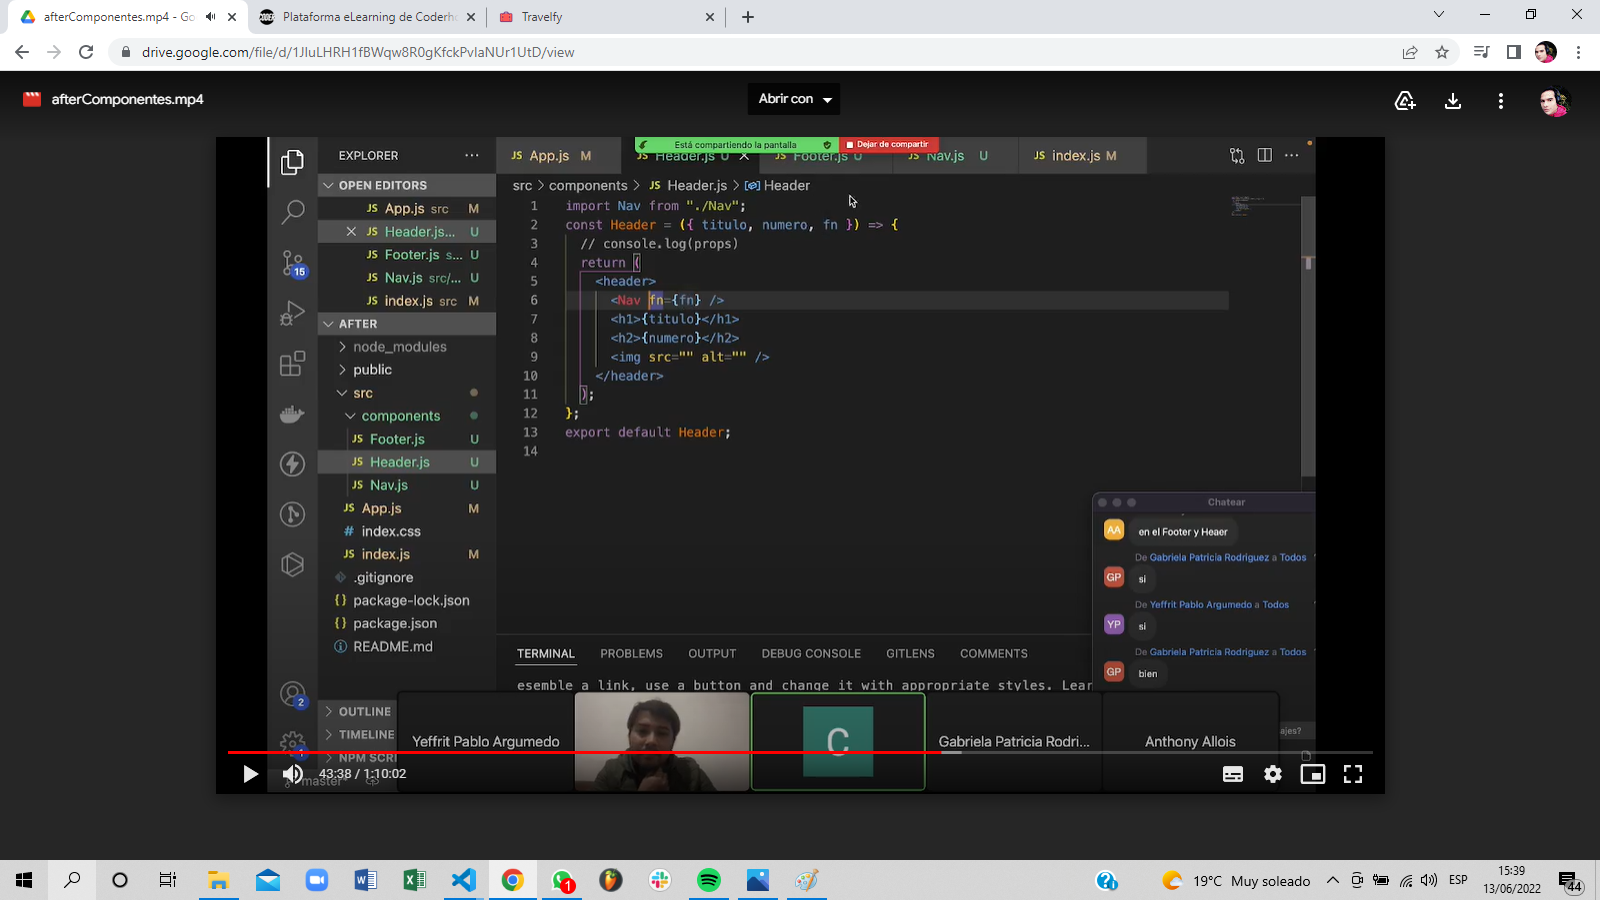 afterComponentes.mp4 - Go
Plataforma eLearning de Coderh
Travelfy
drive.google.com/file/d/1JIuLHRH1fBWqw8R0gKfckPvIaNUr1UtD/view
afterComponentes.mp4
Abrir con
Está compartiendo la pantalla
Dejar de compartir
EXPLORER
JS App.js M
JS Header.js U
JS Footer.js U
JS Nav.js U
JS index.js M
OPEN EDITORS
JS App.js src M
JS Header.js... U
JS Footer.js s... U
JS Nav.js src/... U
JS index.js src M
AFTER
node_modules
public
src
components
JS Footer.js U
JS Header.js U
JS Nav.js U
JS App.js M
# index.css
JS index.js M
.gitignore
{} package-lock.json
{} package.json
README.md
OUTLINE
TIMELINE
NPM SCRI
15
2
1
master*
src > components > JS Header.js > Header
1 import Nav from "./Nav";
2 const Header = ({ titulo, numero, fn }) => {
3 // console.log(props)
4 return (
5 <header>
6 <Nav fn={fn} />
7 <h1>{titulo}</h1>
8 <h2>{numero}</h2>
9 <img src="" alt="" />
10 </header>
11 );
12 };
13 export default Header;
14
Chatear
AA en el Footer y Heaer
De Gabriela Patricia Rodriguez a Todos
GP si
De Yeffrit Pablo Argumedo a Todos
YP si
De Gabriela Patricia Rodriguez a Todos
GP bien
ajes?
TERMINAL PROBLEMS OUTPUT DEBUG CONSOLE GITLENS COMMENTS
esemble a link, use a button and change it with appropriate styles. Lear
Yeffrit Pablo Argumedo
C
Gabriela Patricia Rodri...
Anthony Allois
43:38 / 1:10:02
1
19°C Muy soleado
ESP
15:39
13/06/2022
44